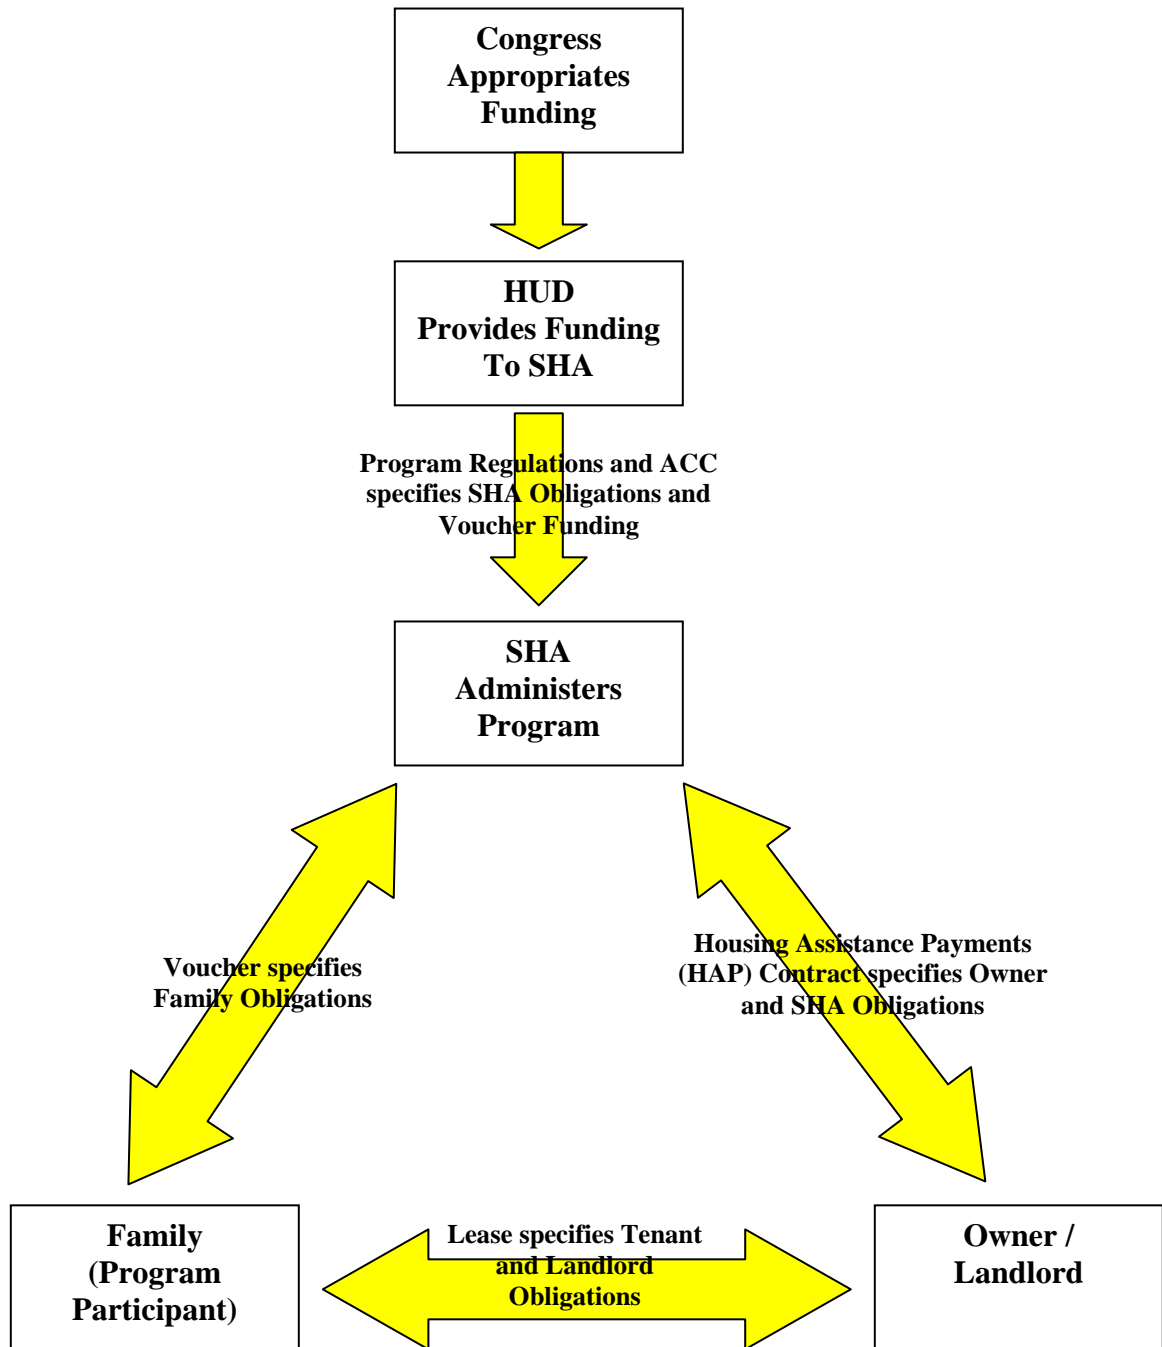 Congress
Appropriates
Funding
HUD
Provides Funding
To SHA
Program Regulations and ACC
specifies SHA Obligations and
Voucher Funding
SHA
Administers
Program
Voucher specifies
Family Obligations
Housing Assistance Payments
(HAP) Contract specifies Owner
and SHA Obligations
Family
(Program
Participant)
Lease specifies Tenant
and Landlord
Obligations
Owner /
Landlord